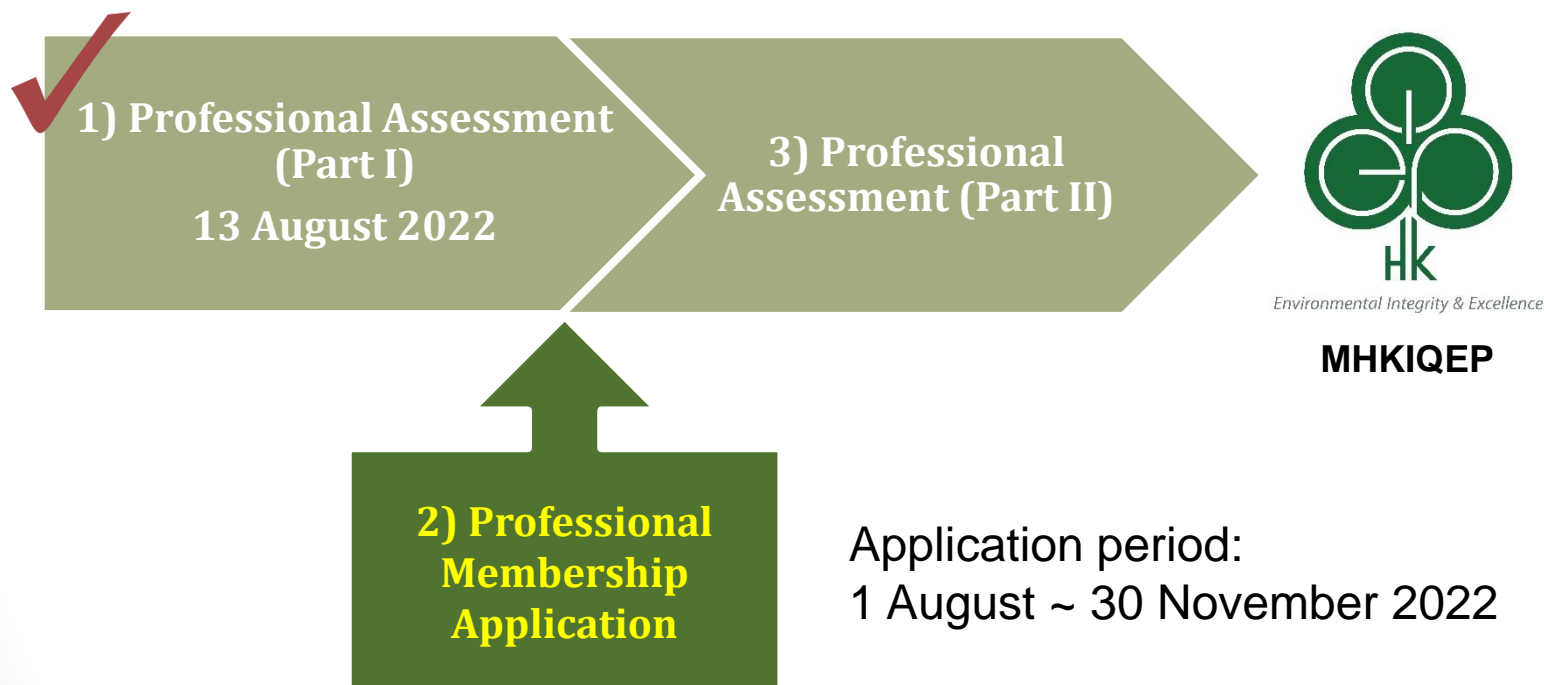 1) Professional Assessment
(Part I)
13 August 2022
3) Professional
Assessment (Part II)
HK
Environmental Integrity & Excellence
MHKIQEP
2) Professional
Membership
Application
Application period:
1 August ~ 30 November 2022